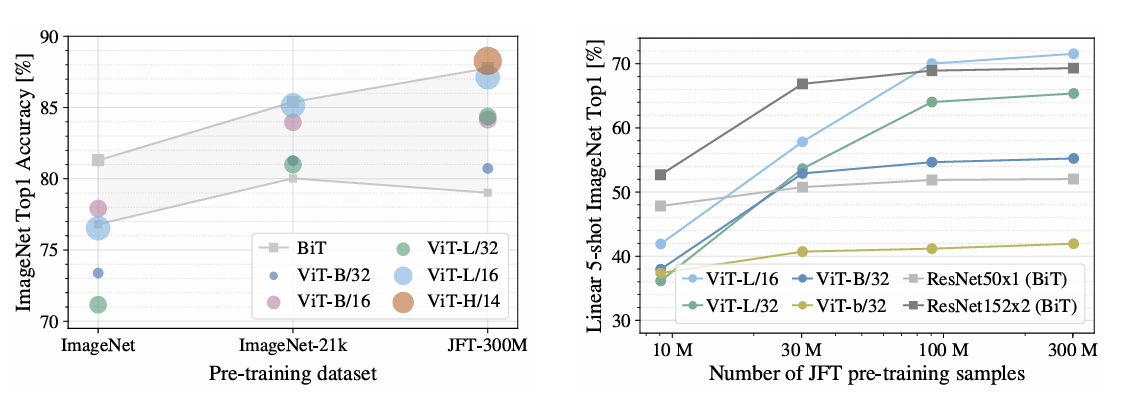 ImageNet Top1 Accuracy [%]
90
85
80
75
70
BiT
ViT-B/32
ViT-B/16
ViT-L/32
ViT-L/16
ViT-H/14
ImageNet
ImageNet-21k
JFT-300M
Pre-training dataset
Linear 5-shot ImageNet Top1 [%]
70
60
50
40
30
ViT-L/16
ViT-L/32
ViT-B/32
ViT-b/32
ResNet50x1 (BiT)
ResNet152x2 (BiT)
10 M
30 M
100 M
300 M
Number of JFT pre-training samples